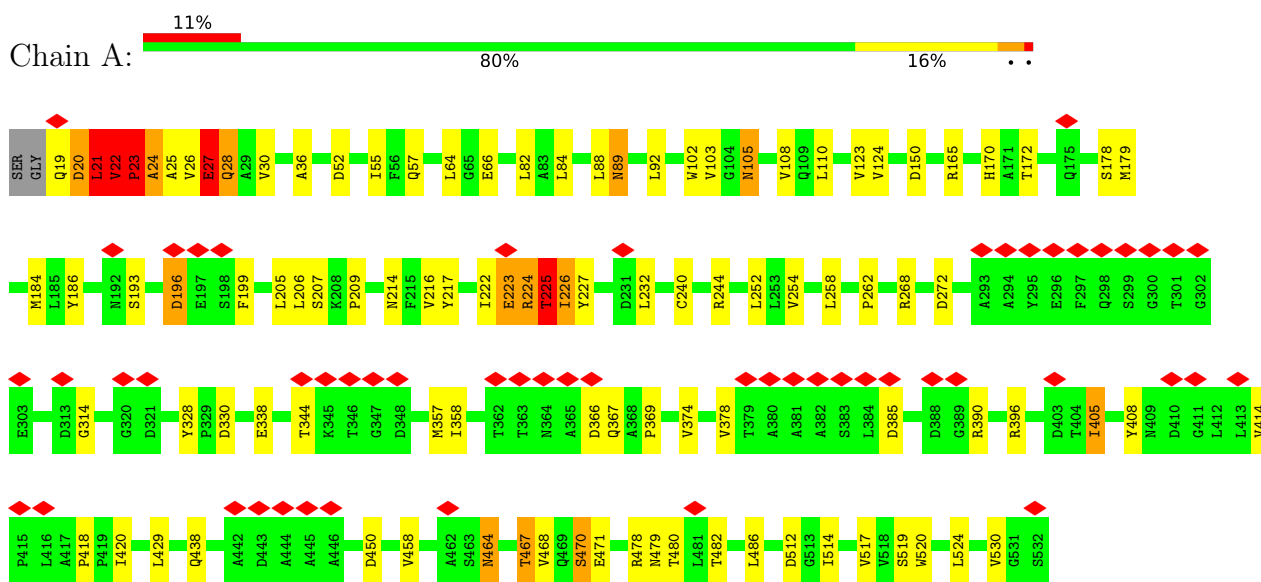 11%
Chain A:
80% 16% • •
SER GLY Q19 D20 L21 V22 P23 A24 A25 V26 E27 Q28 A29 V30 A36 D52 I55 F56 Q57 L64 G65 E66 L82 A83 L84 L88 N89 L92 W102 V103 G104 N105 V108 Q109 L110 V123 V124 D150 R165 H170 A171 T172 Q175 S178 M179
M184 L185 Y186 N192 S193 D196 E197 S198 F199 L205 L206 S207 K208 P209 N214 F215 V216 Y217 I222 E223 R224 T225 I226 Y227 D231 L232 C240 R244 L252 L253 V254 L258 P262 R268 D272 A293 A294 Y295 E296 F297 Q298 S299 G300 T301 G302
E303 D313 G314 G320 D321 Y328 P329 D330 E338 T344 K345 T346 G347 D348 M357 I358 T362 T363 N364 A365 D366 Q367 A368 P369 V374 V378 T379 A380 A381 A382 S383 L384 D385 D388 G389 R390 R396 D403 T404 I405 Y408 N409 D410 G411 L412 L413 V414
P415 L416 A417 P418 P419 I420 L429 Q438 A442 D443 A444 A445 A446 D450 V458 A462 S463 N464 T467 V468 Q469 S470 E471 R478 N479 T480 L481 T482 L486 D512 G513 I514 V517 V518 S519 W520 L524 V530 G531 S532